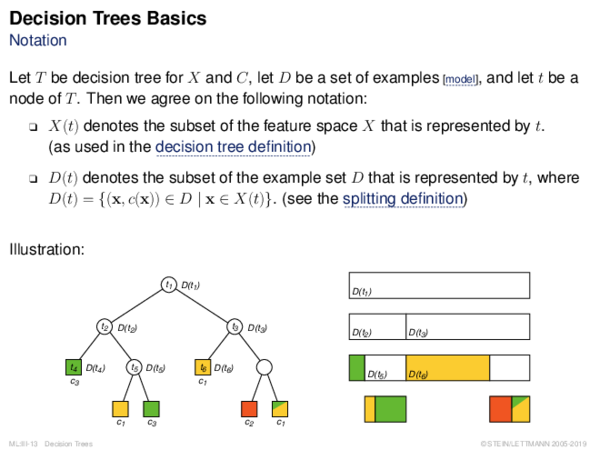 Decision Trees Basics
Notation
Let T be decision tree for X and C, let D be a set of examples [model], and let t be a
node of T. Then we agree on the following notation:
❑ X(t) denotes the subset of the feature space X that is represented by t.
(as used in the decision tree definition)
❑ D(t) denotes the subset of the example set D that is represented by t, where
D(t) = {(x, c(x)) ∈ D | x ∈ X(t)}. (see the splitting definition)
Illustration:
t₁ D(t₁)
D(t₁)
t₂ D(t₂) t₃ D(t₃)
D(t₂) D(t₃)
t₄ D(t₄) t₅ D(t₅) t₆ D(t₆)
D(t₅) D(t₆)
c₃ c₁
c₁ c₃ c₂ c₁
ML:III-13 Decision Trees
© STEIN/LETTMANN 2005-2019